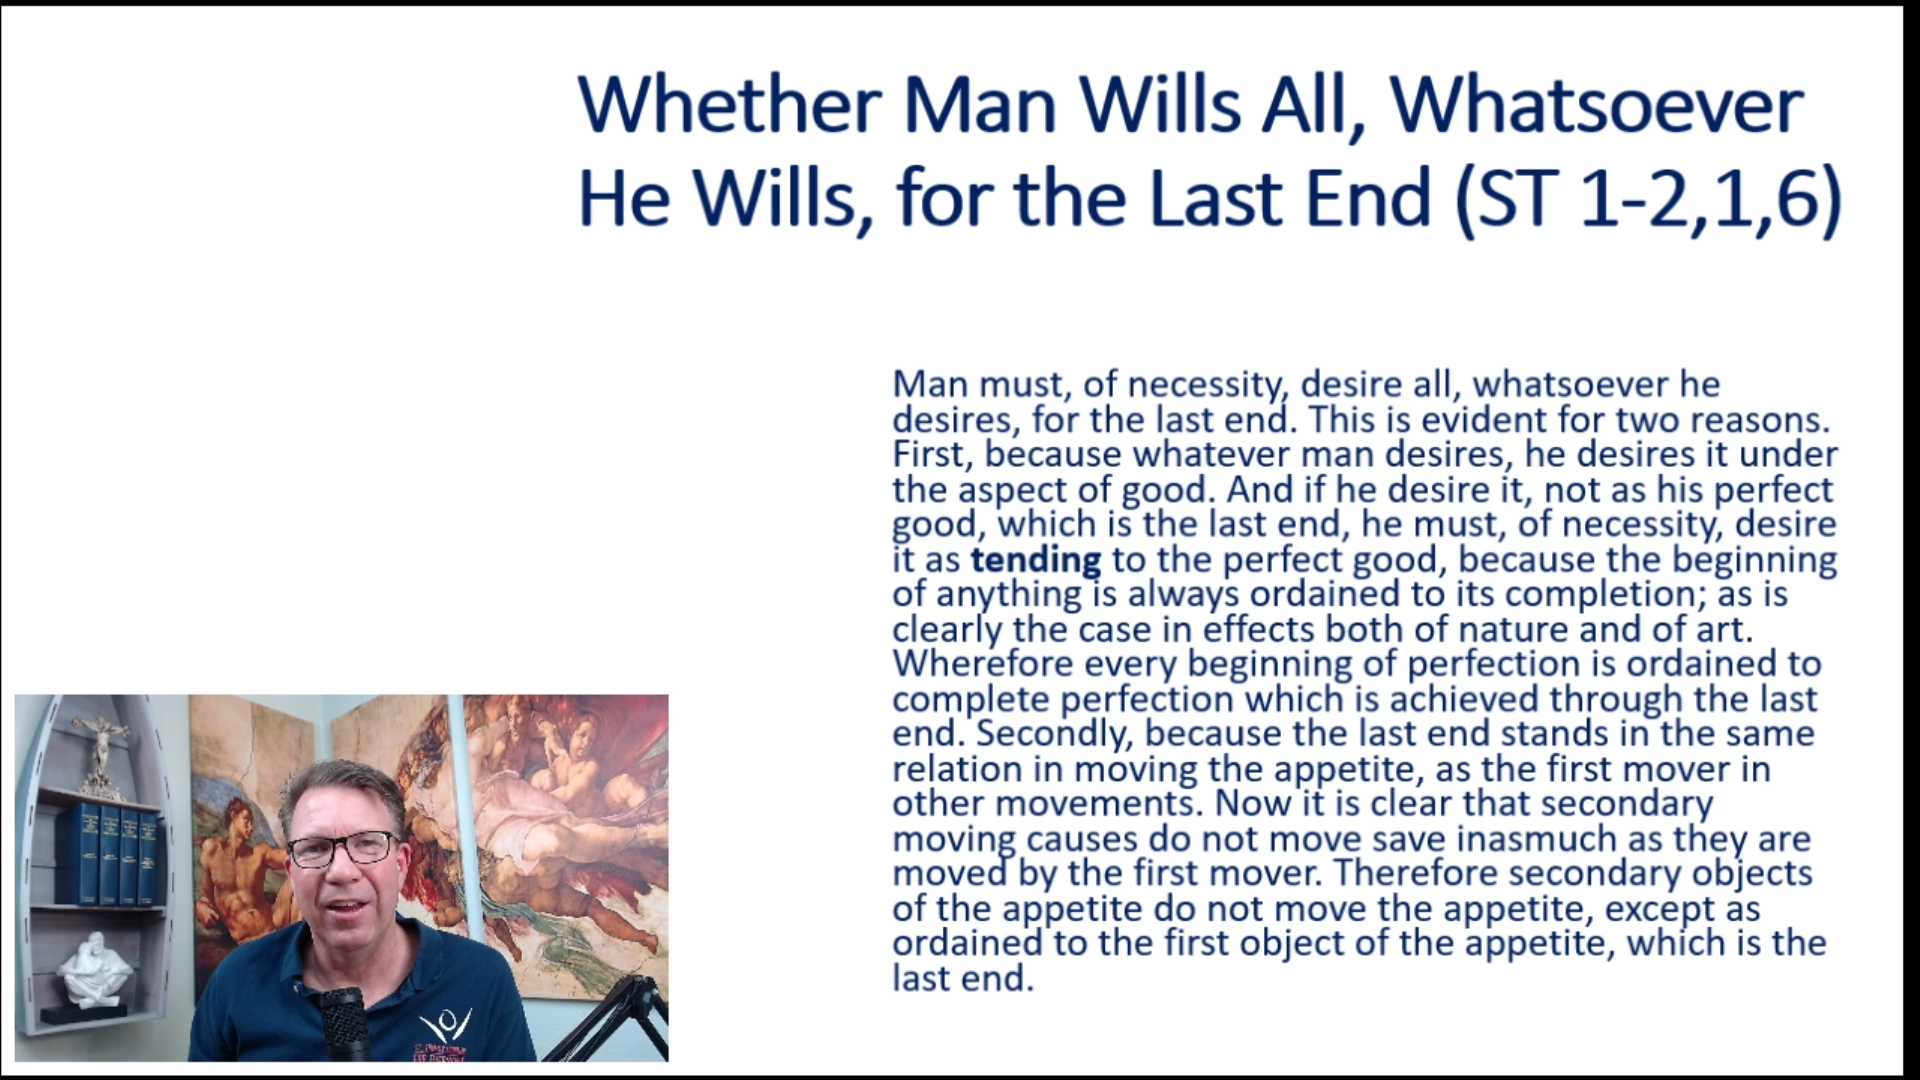 Whether Man Wills All, Whatsoever
He Wills, for the Last End (ST 1-2,1,6)
Man must, of necessity, desire all, whatsoever he
desires, for the last end. This is evident for two reasons.
First, because whatever man desires, he desires it under
the aspect of good. And if he desire it, not as his perfect
good, which is the last end, he must, of necessity, desire
it as tending to the perfect good, because the beginning
of anything is always ordained to its completion; as is
clearly the case in effects both of nature and of art.
Wherefore every beginning of perfection is ordained to
complete perfection which is achieved through the last
end. Secondly, because the last end stands in the same
relation in moving the appetite, as the first mover in
other movements. Now it is clear that secondary
moving causes do not move save inasmuch as they are
moved by the first mover. Therefore secondary objects
of the appetite do not move the appetite, except as
ordained to the first object of the appetite, which is the
last end.